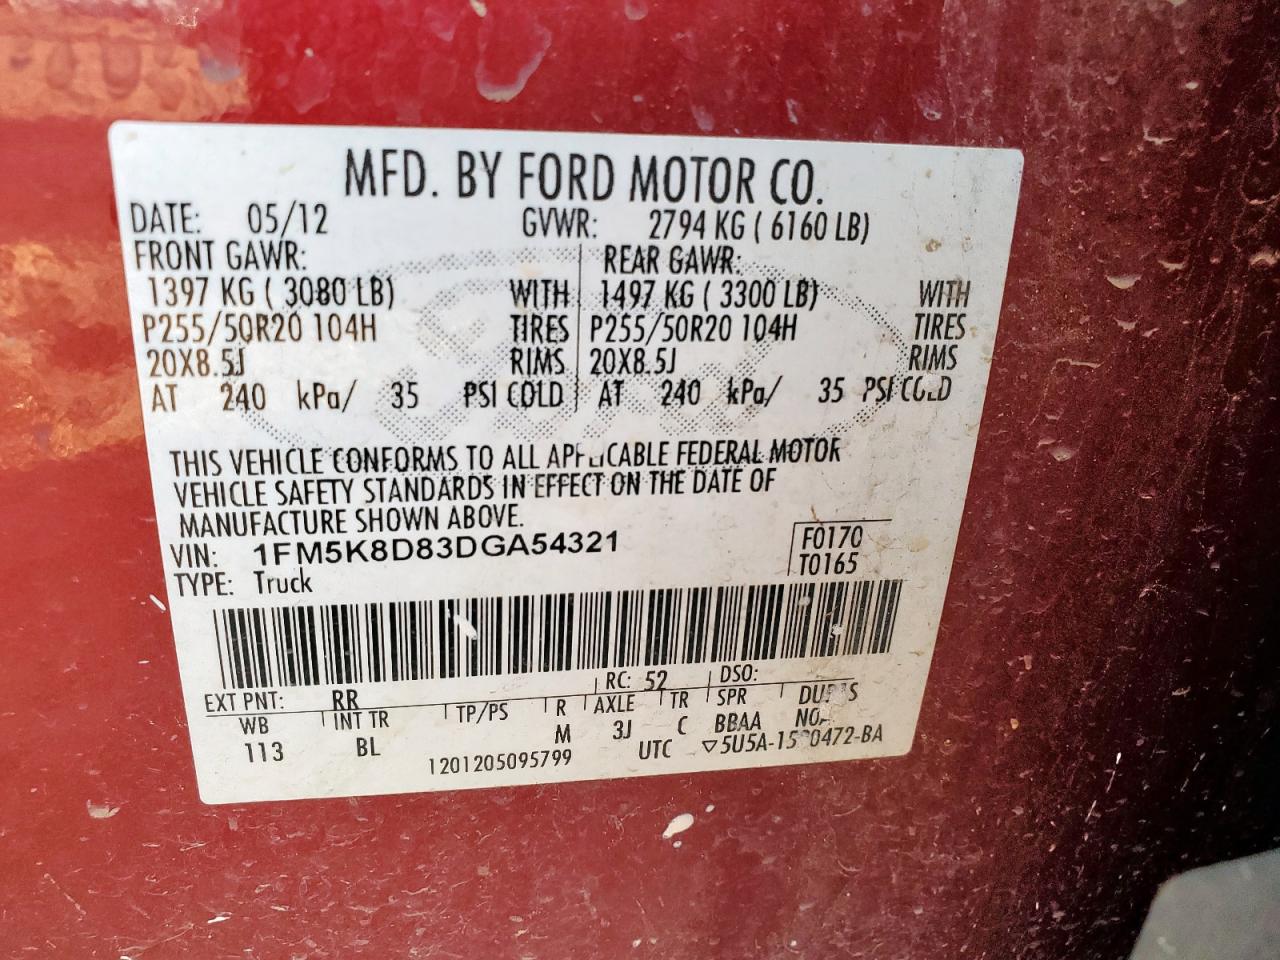 MFD. BY FORD MOTOR CO.
DATE: 05/12 GVWR: 2794 KG ( 6160 LB)
FRONT GAWR: REAR GAWR:
1397 KG ( 3080 LB) WITH 1497 KG ( 3300 LB) WITH
P255/50R20 104H TIRES P255/50R20 104H TIRES
20X8.5J RIMS 20X8.5J RIMS
AT 240 kPa/ 35 PSI COLD AT 240 kPa/ 35 PSI COLD
THIS VEHICLE CONFORMS TO ALL APPLICABLE FEDERAL MOTOR
VEHICLE SAFETY STANDARDS IN EFFECT ON THE DATE OF
MANUFACTURE SHOWN ABOVE.
VIN: 1FM5K8D83DGA54321 F0170
TYPE: Truck T0165
EXT PNT: RR RC: 52 DSO:
WB INT TR TP/PS R AXLE TR SPR
113 BL M 3J C BBAA
1201205095799 UTC